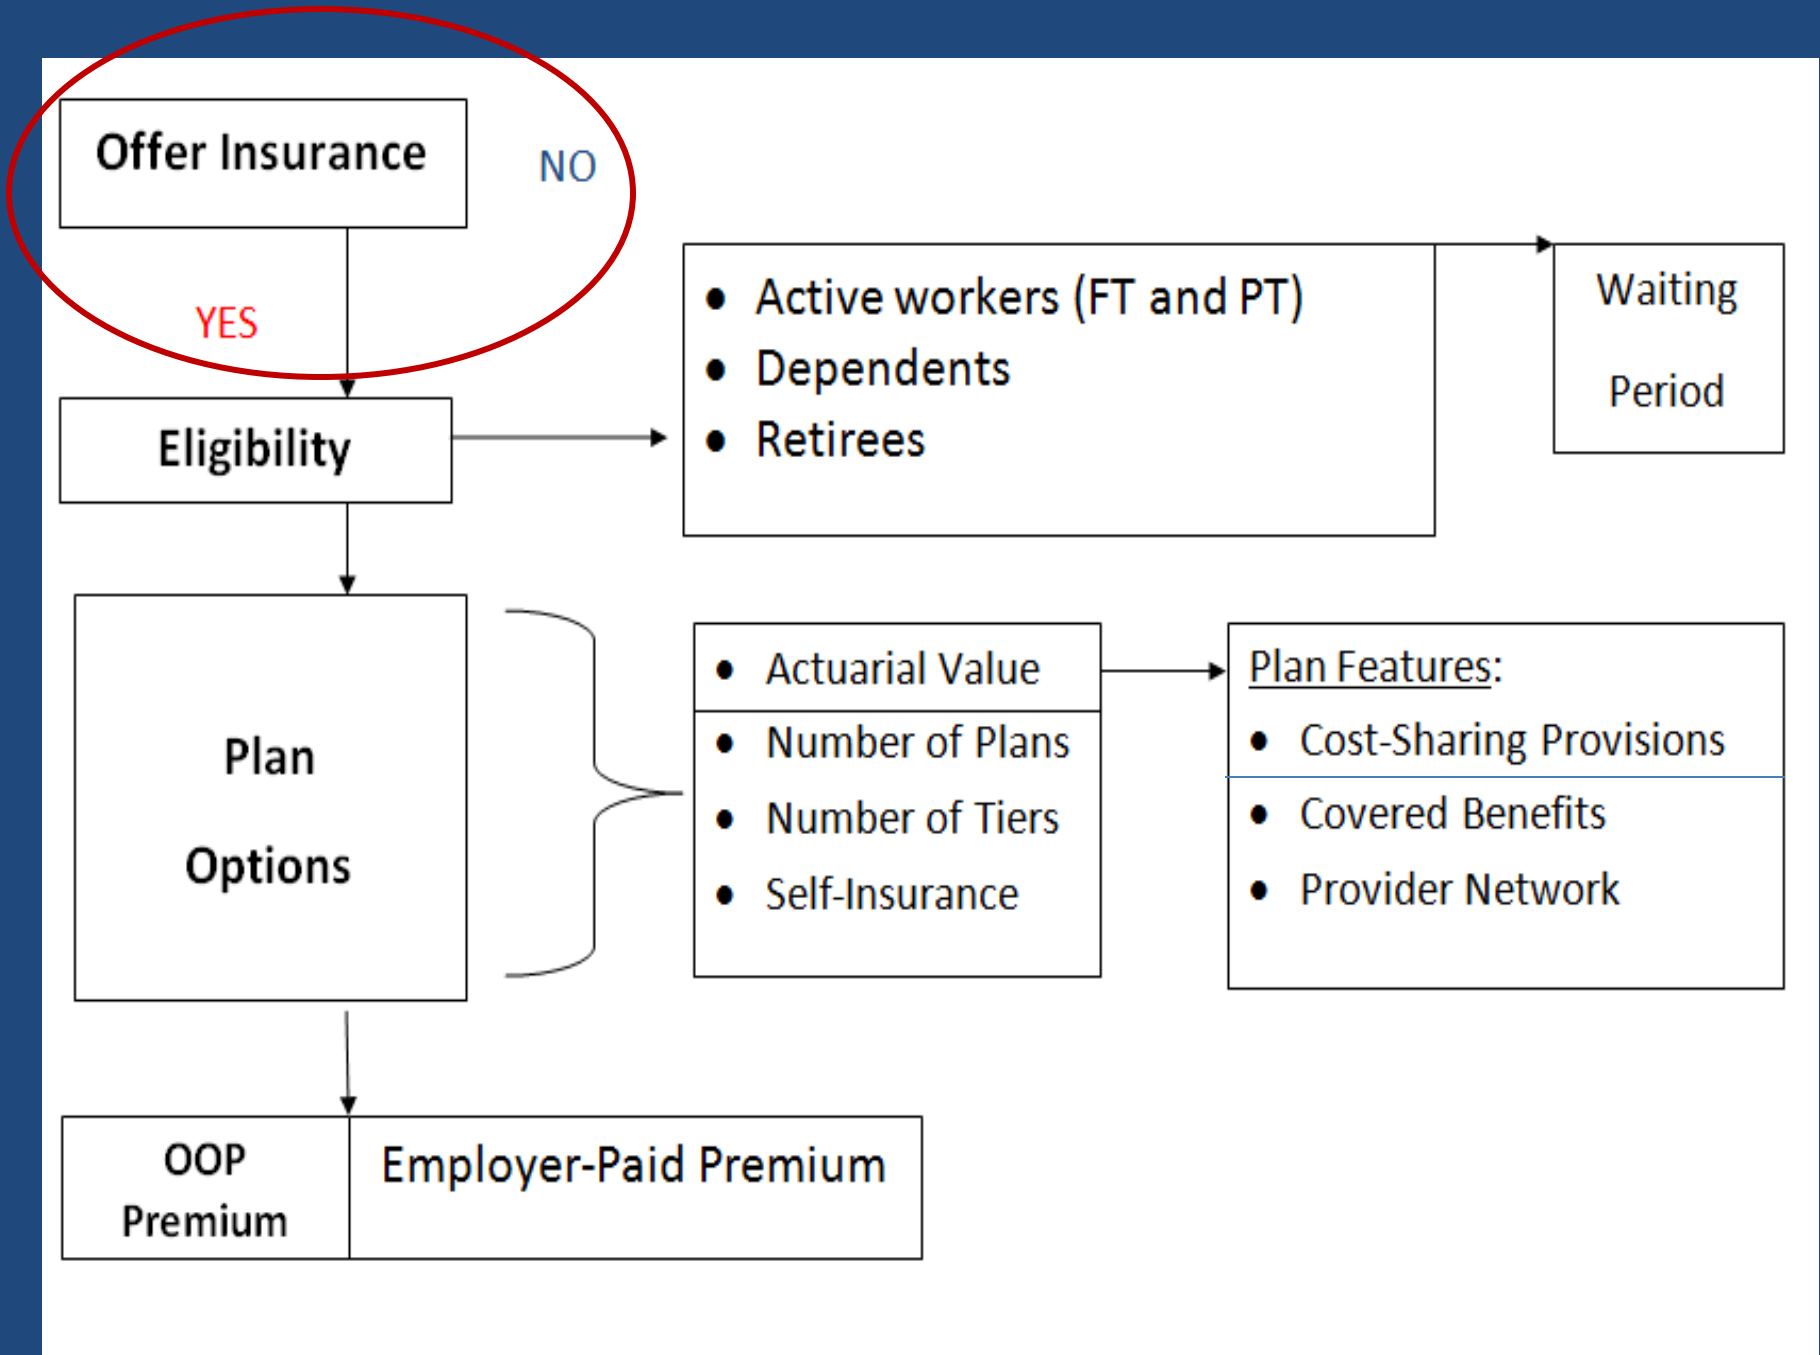 Offer Insurance
NO
YES
Eligibility
• Active workers (FT and PT)
• Dependents
• Retirees
Waiting
Period
Plan
Options
• Actuarial Value
• Number of Plans
• Number of Tiers
• Self-Insurance
Plan Features:
• Cost-Sharing Provisions
• Covered Benefits
• Provider Network
OOP
Premium
Employer-Paid Premium